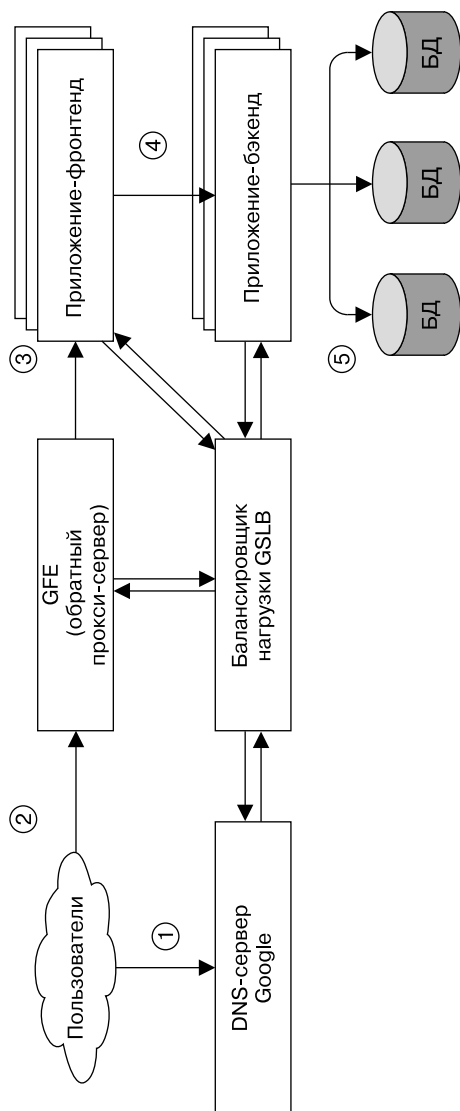 Пользователи
1
2
DNS-сервер
Google
GFE
(обратный
прокси-сервер)
Балансировщик
нагрузки GSLB
3
Приложение-фронтенд
4
Приложение-бэкенд
5
БД
БД
БД